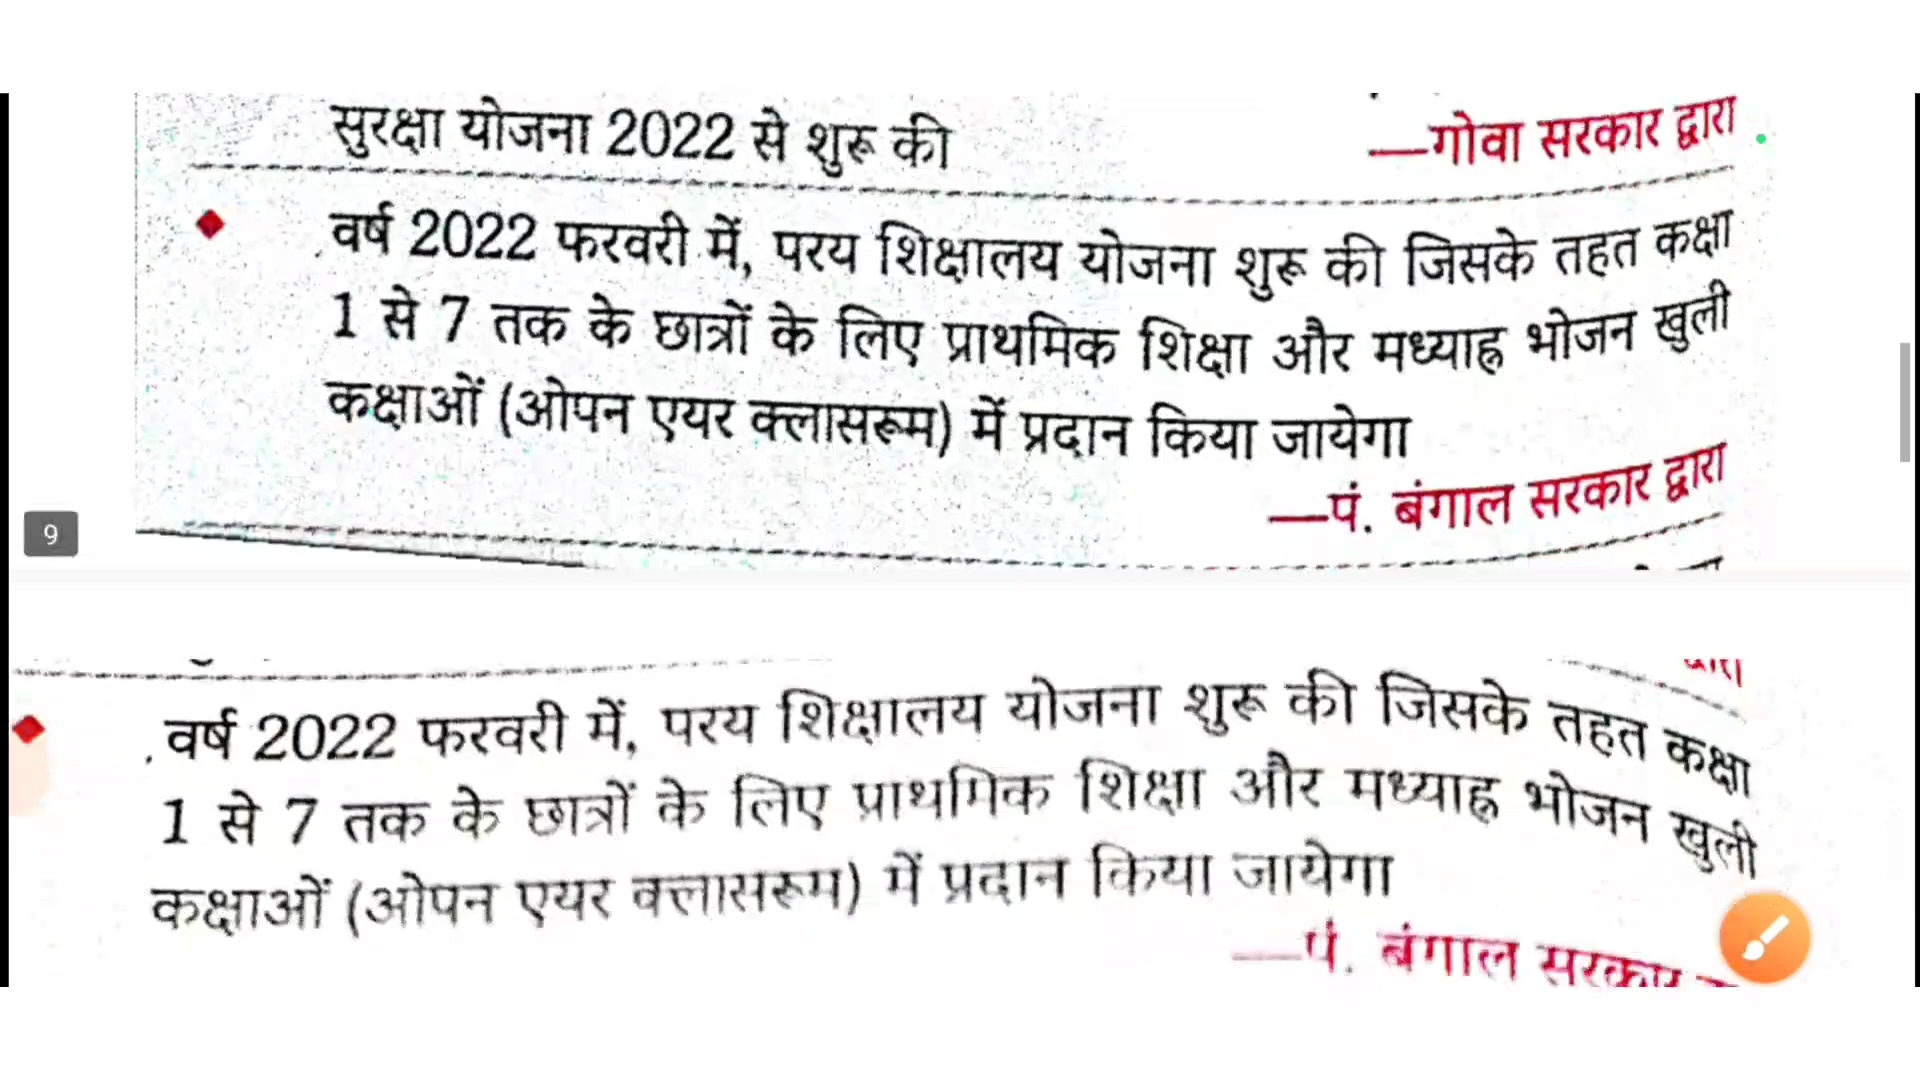 सुरक्षा योजना 2022 से शुरू की
—गोवा सरकार द्वारा
वर्ष 2022 फरवरी में, परय शिक्षालय योजना शुरू की जिसके तहत कक्षा
1 से 7 तक के छात्रों के लिए प्राथमिक शिक्षा और मध्याह्न भोजन खुली
कक्षाओं (ओपन एयर क्लासरूम) में प्रदान किया जायेगा
—पं. बंगाल सरकार द्वारा
9
द्वारा
वर्ष 2022 फरवरी में, परय शिक्षालय योजना शुरू की जिसके तहत कक्षा
1 से 7 तक के छात्रों के लिए प्राथमिक शिक्षा और मध्याह्न भोजन खुली
कक्षाओं (ओपन एयर क्लासरूम) में प्रदान किया जायेगा
—पं. बंगाल सरकार